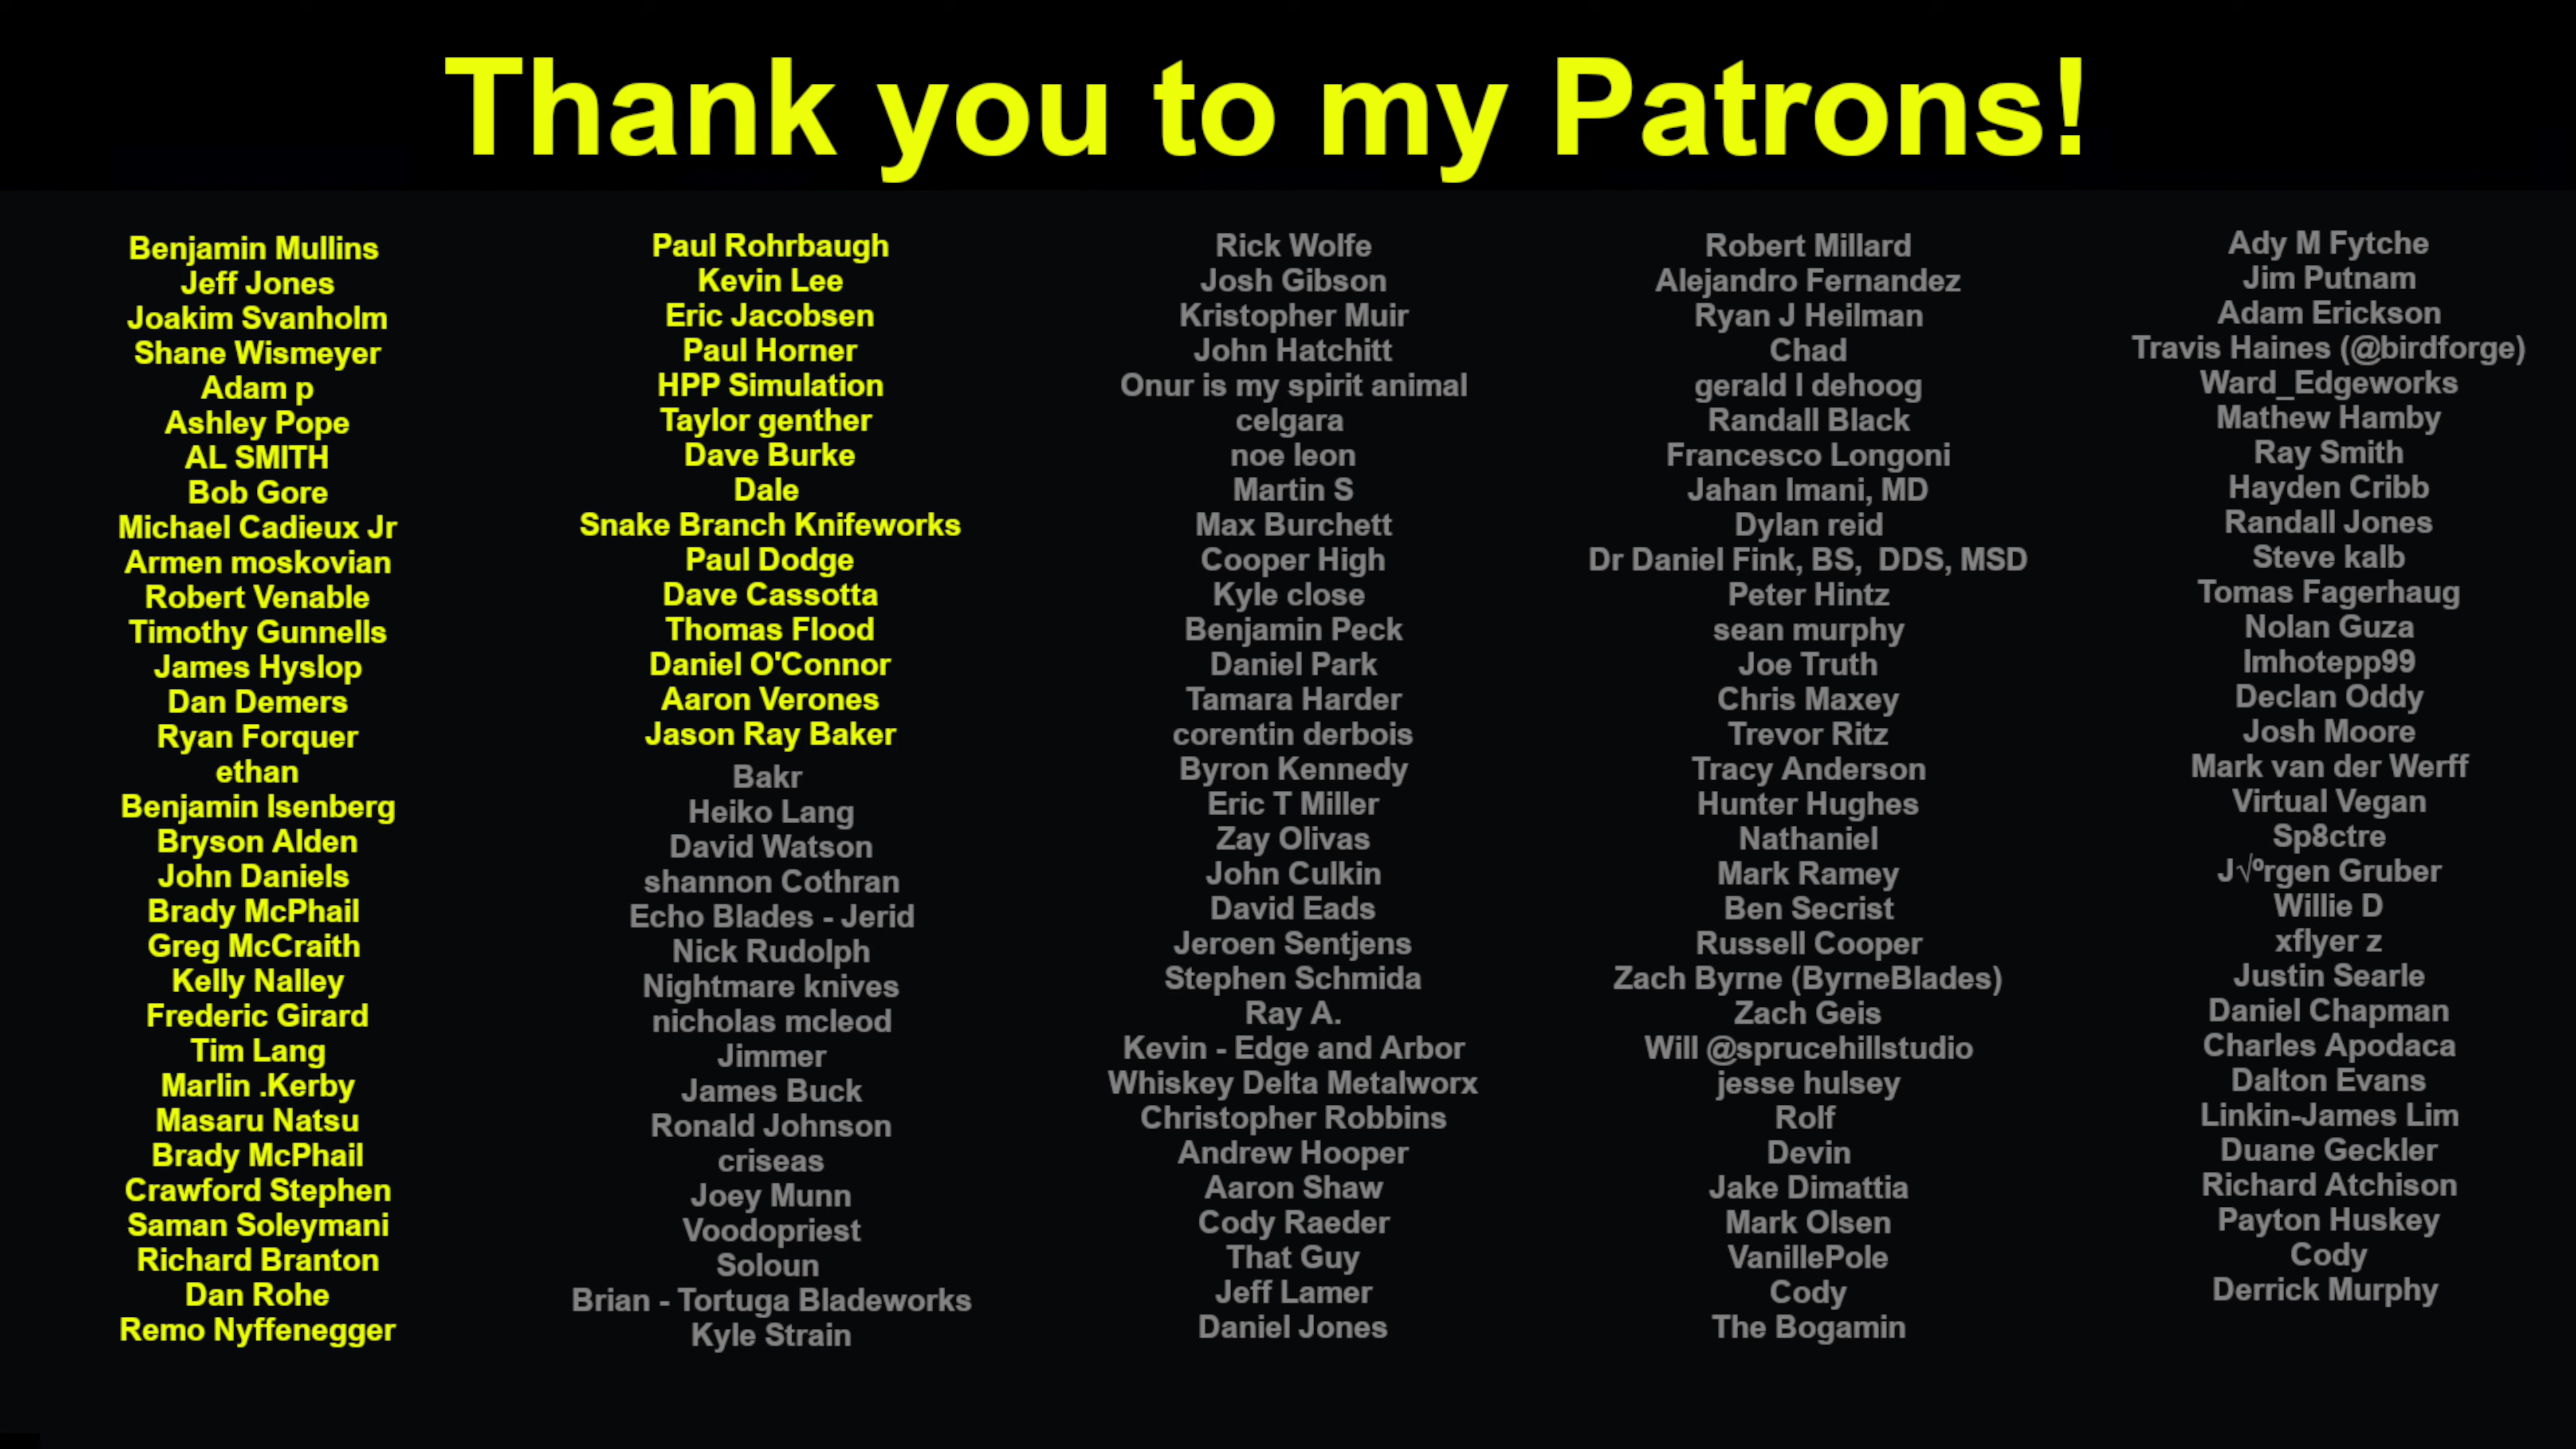 Thank you to my Patrons!
Benjamin Mullins
Jeff Jones
Joakim Svanholm
Shane Wismeyer
Adam p
Ashley Pope
AL SMITH
Bob Gore
Michael Cadieux Jr
Armen moskovian
Robert Venable
Timothy Gunnells
James Hyslop
Dan Demers
Ryan Forquer
ethan
Benjamin Isenberg
Bryson Alden
John Daniels
Brady McPhail
Greg McCraith
Kelly Nalley
Frederic Girard
Tim Lang
Marlin .Kerby
Masaru Natsu
Brady McPhail
Crawford Stephen
Saman Soleymani
Richard Branton
Dan Rohe
Remo Nyffenegger
Paul Rohrbaugh
Kevin Lee
Eric Jacobsen
Paul Horner
HPP Simulation
Taylor genther
Dave Burke
Dale
Snake Branch Knifeworks
Paul Dodge
Dave Cassotta
Thomas Flood
Daniel O'Connor
Aaron Verones
Jason Ray Baker
Bakr
Heiko Lang
David Watson
shannon Cothran
Echo Blades - Jerid
Nick Rudolph
Nightmare knives
nicholas mcleod
Jimmer
James Buck
Ronald Johnson
criseas
Joey Munn
Voodopriest
Soloun
Brian - Tortuga Bladeworks
Kyle Strain
Rick Wolfe
Josh Gibson
Kristopher Muir
John Hatchitt
Onur is my spirit animal
celgara
noe leon
Martin S
Max Burchett
Cooper High
Kyle close
Benjamin Peck
Daniel Park
Tamara Harder
corentin derbois
Byron Kennedy
Eric T Miller
Zay Olivas
John Culkin
David Eads
Jeroen Sentjens
Stephen Schmida
Ray A.
Kevin - Edge and Arbor
Whiskey Delta Metalworx
Christopher Robbins
Andrew Hooper
Aaron Shaw
Cody Raeder
That Guy
Jeff Lamer
Daniel Jones
Robert Millard
Alejandro Fernandez
Ryan J Heilman
Chad
gerald l dehoog
Randall Black
Francesco Longoni
Jahan Imani, MD
Dylan reid
Dr Daniel Fink, BS,  DDS, MSD
Peter Hintz
sean murphy
Joe Truth
Chris Maxey
Trevor Ritz
Tracy Anderson
Hunter Hughes
Nathaniel
Mark Ramey
Ben Secrist
Russell Cooper
Zach Byrne (ByrneBlades)
Zach Geis
Will @sprucehillstudio
jesse hulsey
Rolf
Devin
Jake Dimattia
Mark Olsen
VanillePole
Cody
The Bogamin
Ady M Fytche
Jim Putnam
Adam Erickson
Travis Haines (@birdforge)
Ward_Edgeworks
Mathew Hamby
Ray Smith
Hayden Cribb
Randall Jones
Steve kalb
Tomas Fagerhaug
Nolan Guza
Imhotepp99
Declan Oddy
Josh Moore
Mark van der Werff
Virtual Vegan
Sp8ctre
J√ºrgen Gruber
Willie D
xflyer z
Justin Searle
Daniel Chapman
Charles Apodaca
Dalton Evans
Linkin-James Lim
Duane Geckler
Richard Atchison
Payton Huskey
Cody
Derrick Murphy